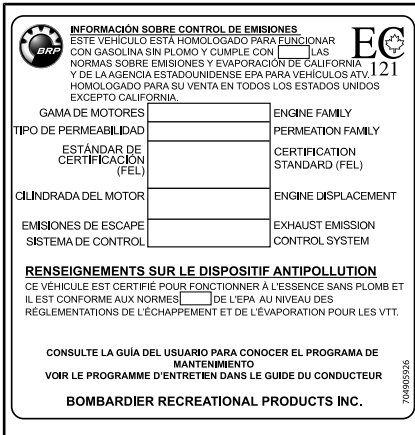 BRP
INFORMACIÓN SOBRE CONTROL DE EMISIONES
ESTE VEHÍCULO ESTÁ HOMOLOGADO PARA FUNCIONAR
CON GASOLINA SIN PLOMO Y CUMPLE CON LAS
NORMAS SOBRE EMISIONES Y EVAPORACIÓN DE CALIFORNIA
Y DE LA AGENCIA ESTADOUNIDENSE EPA PARA VEHÍCULOS ATV.
HOMOLOGADO PARA SU VENTA EN TODOS LOS ESTADOS UNIDOS
EXCEPTO CALIFORNIA.
EC
121
GAMA DE MOTORES ENGINE FAMILY
TIPO DE PERMEABILIDAD PERMEATION FAMILY
ESTÁNDAR DE CERTIFICATION
CERTIFICACIÓN STANDARD (FEL)
(FEL)
CILINDRADA DEL MOTOR ENGINE DISPLACEMENT
EMISIONES DE ESCAPE EXHAUST EMISSION
SISTEMA DE CONTROL CONTROL SYSTEM
RENSEIGNEMENTS SUR LE DISPOSITIF ANTIPOLLUTION
CE VÉHICULE EST CERTIFIÉ POUR FONCTIONNER À L'ESSENCE SANS PLOMB ET
IL EST CONFORME AUX NORMES DE L'EPA AU NIVEAU DES
RÉGLEMENTATIONS DE L'ÉCHAPPEMENT ET DE L'ÉVAPORATION POUR LES VTT.
CONSULTE LA GUÍA DEL USUARIO PARA CONOCER EL PROGRAMA DE
MANTENIMIENTO
VOIR LE PROGRAMME D'ENTRETIEN DANS LE GUIDE DU CONDUCTEUR
BOMBARDIER RECREATIONAL PRODUCTS INC.
704905926